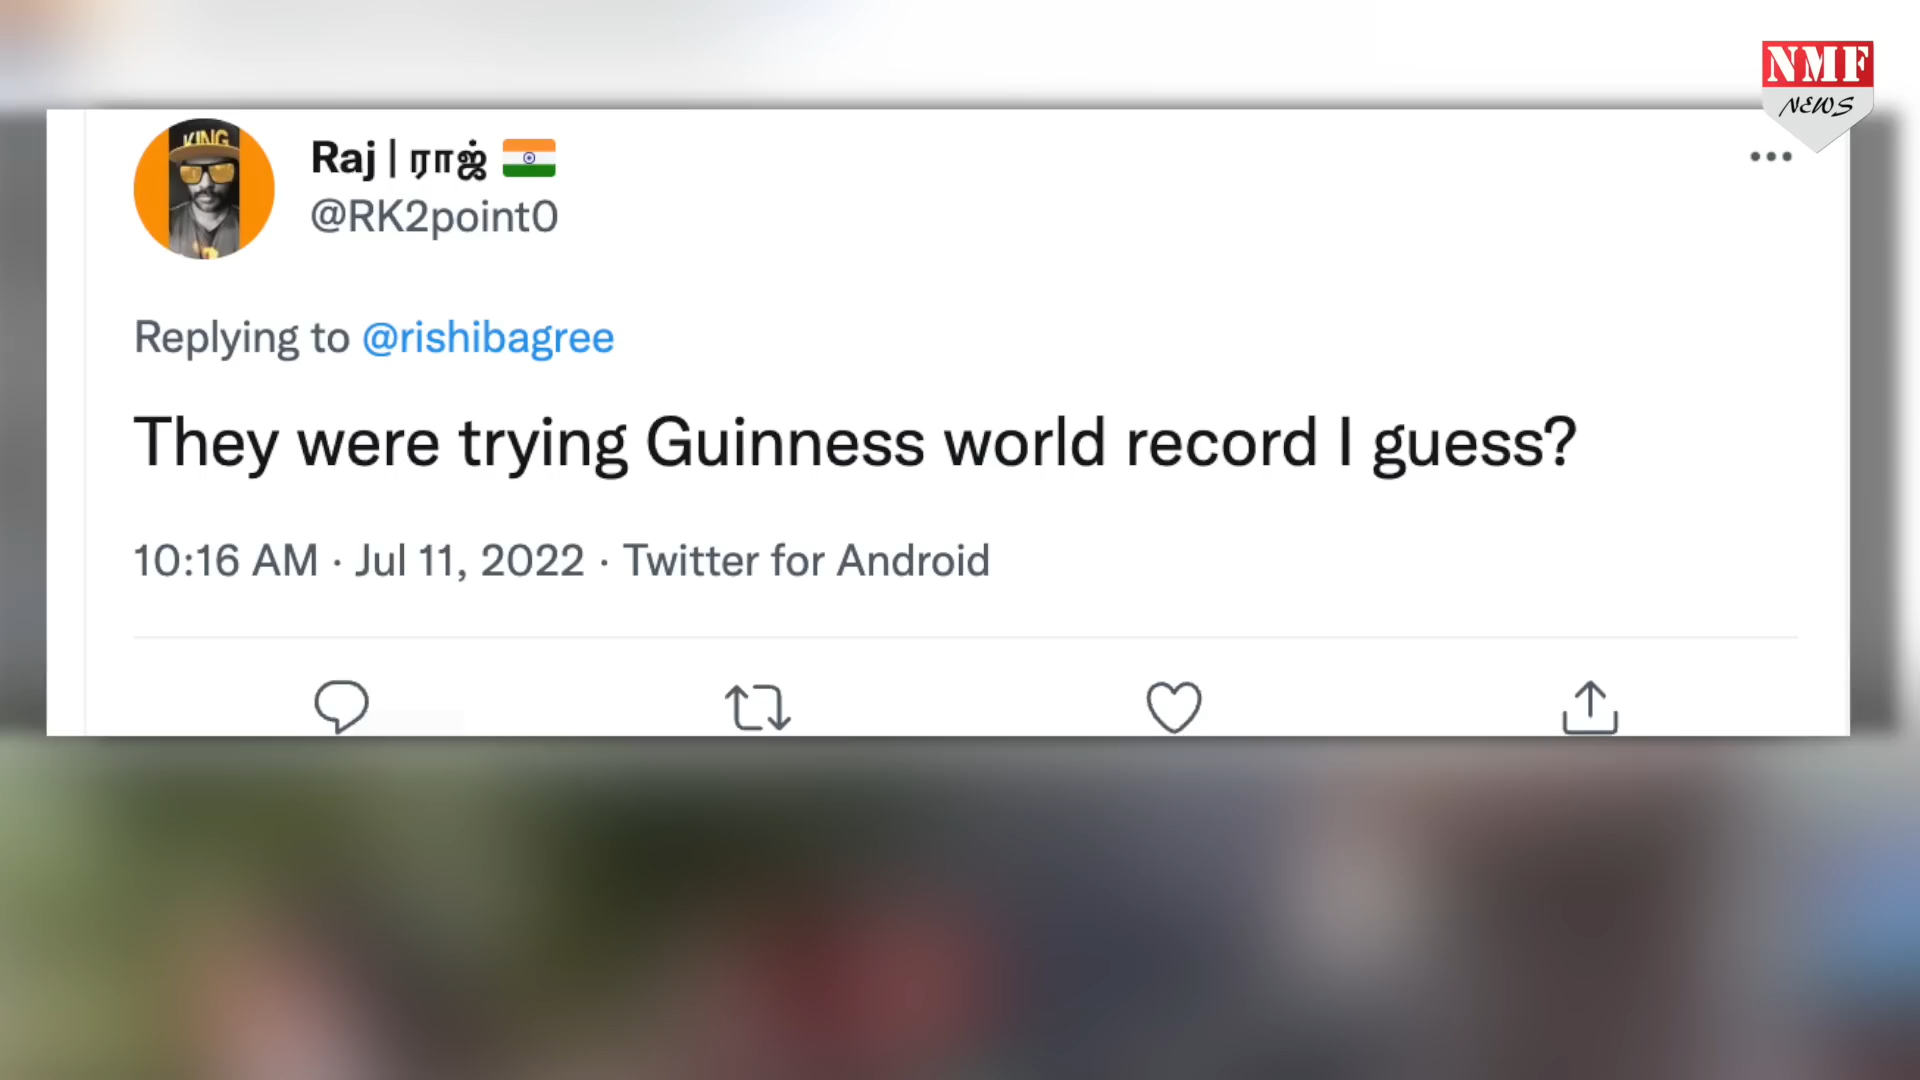 NMF
NEWS
KING
Raj | ராஜ்
@RK2point0
Replying to @rishibagree
They were trying Guinness world record I guess?
10:16 AM · Jul 11, 2022 · Twitter for Android